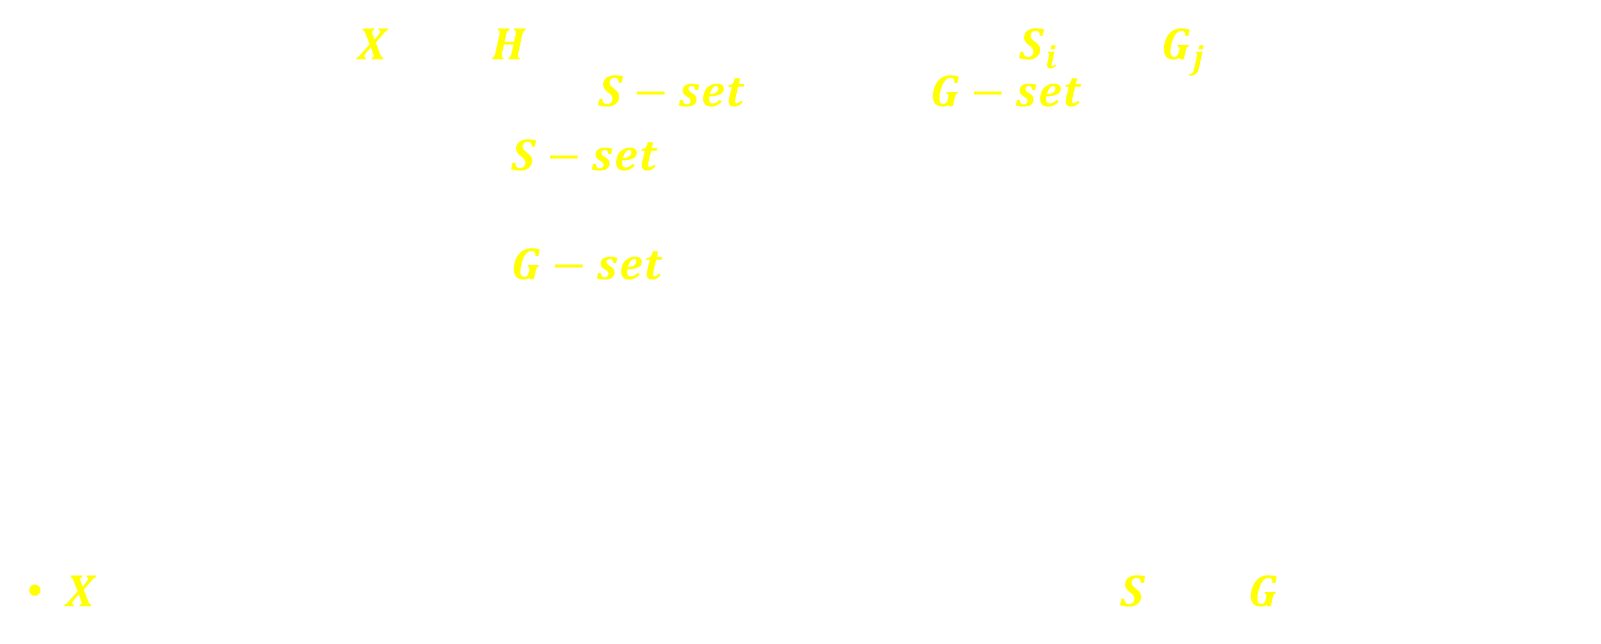 X H S_i G_j
S − set G − set
S − set
G − set
• X S G